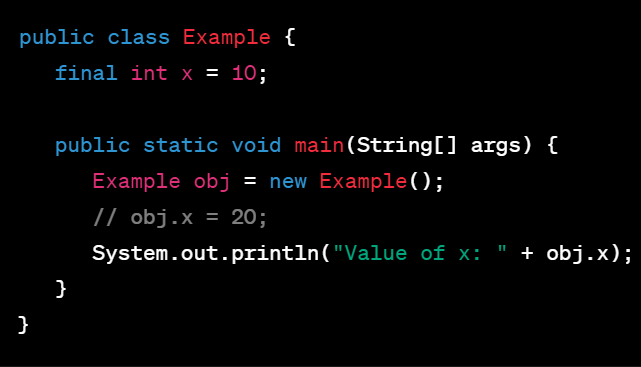 public class Example {
final int x = 10;
public static void main(String[] args) {
Example obj = new Example();
// obj.x = 20;
System.out.println("Value of x: " + obj.x);
}
}